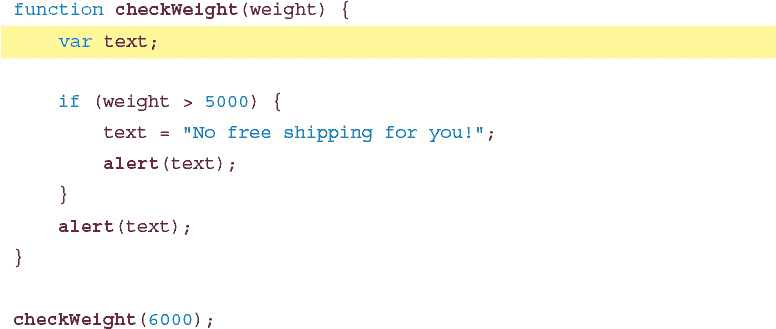 function checkWeight(weight) {
    var text;

    if (weight > 5000) {
        text = "No free shipping for you!";
        alert(text);
    }
    alert(text);
}

checkWeight(6000);